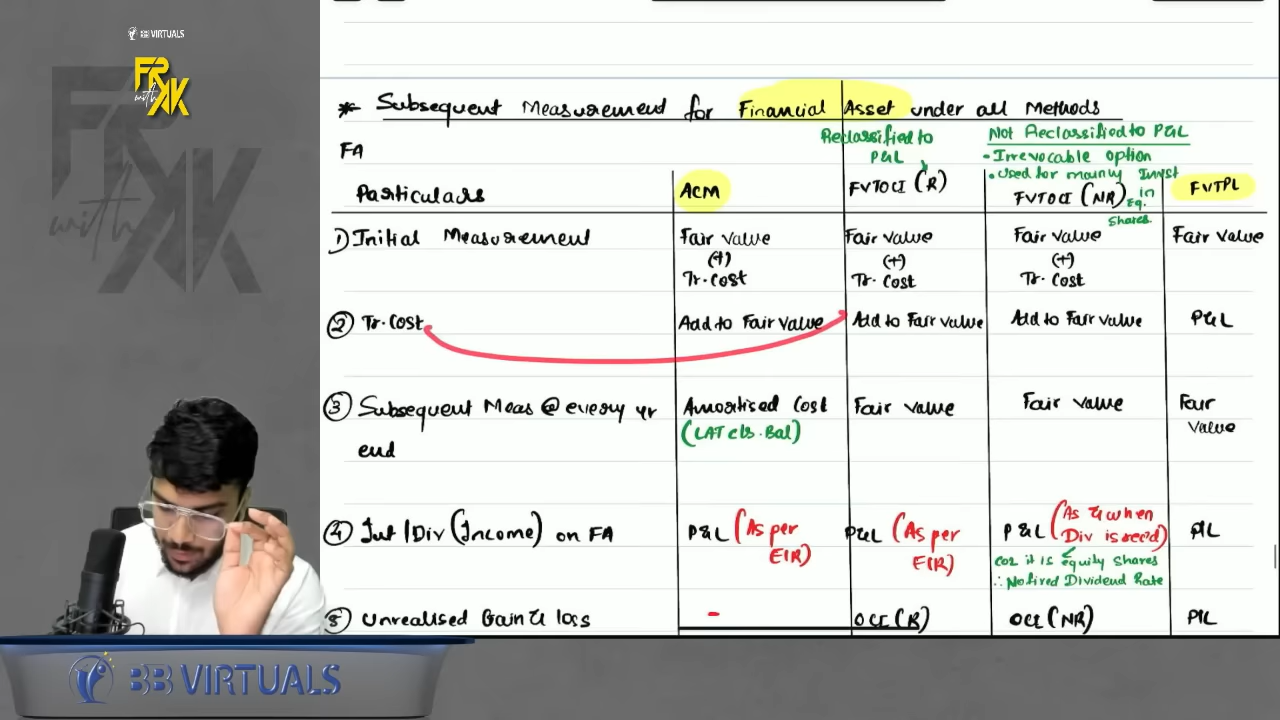 BB VIRTUALS
FR
with AK
FR
with AK
* Subsequent Measurement for Financial Asset under all Methods
Reclassified to P&L
Not Reclassified to P&L
• Irrevocable option
• Used for mainly Invst in Eq. Shares.
FA
Particulars ACM FVTOCI (R) FVTOCI (NR) FVTPL
1) Initial Measurement Fair value (+) Tr. Cost Fair value (+) Tr. Cost Fair value (+) Tr. Cost Fair value
② Tr. Cost Add to Fair value Add to Fair value Add to Fair value P&L
③ Subsequent Meas @ every yr end Amortised Cost (LAT cls. Bal) Fair value Fair value Fair value
④ Int / Div (Income) on FA P&L (As per EIR) P&L (As per EIR) P&L (As & when Div is recd) P/L
coz it is equity shares
∴ No fixed Dividend Rate
⑤ Unrealised Gain & loss - OCI (R) OCI (NR) P/L
BB VIRTUALS